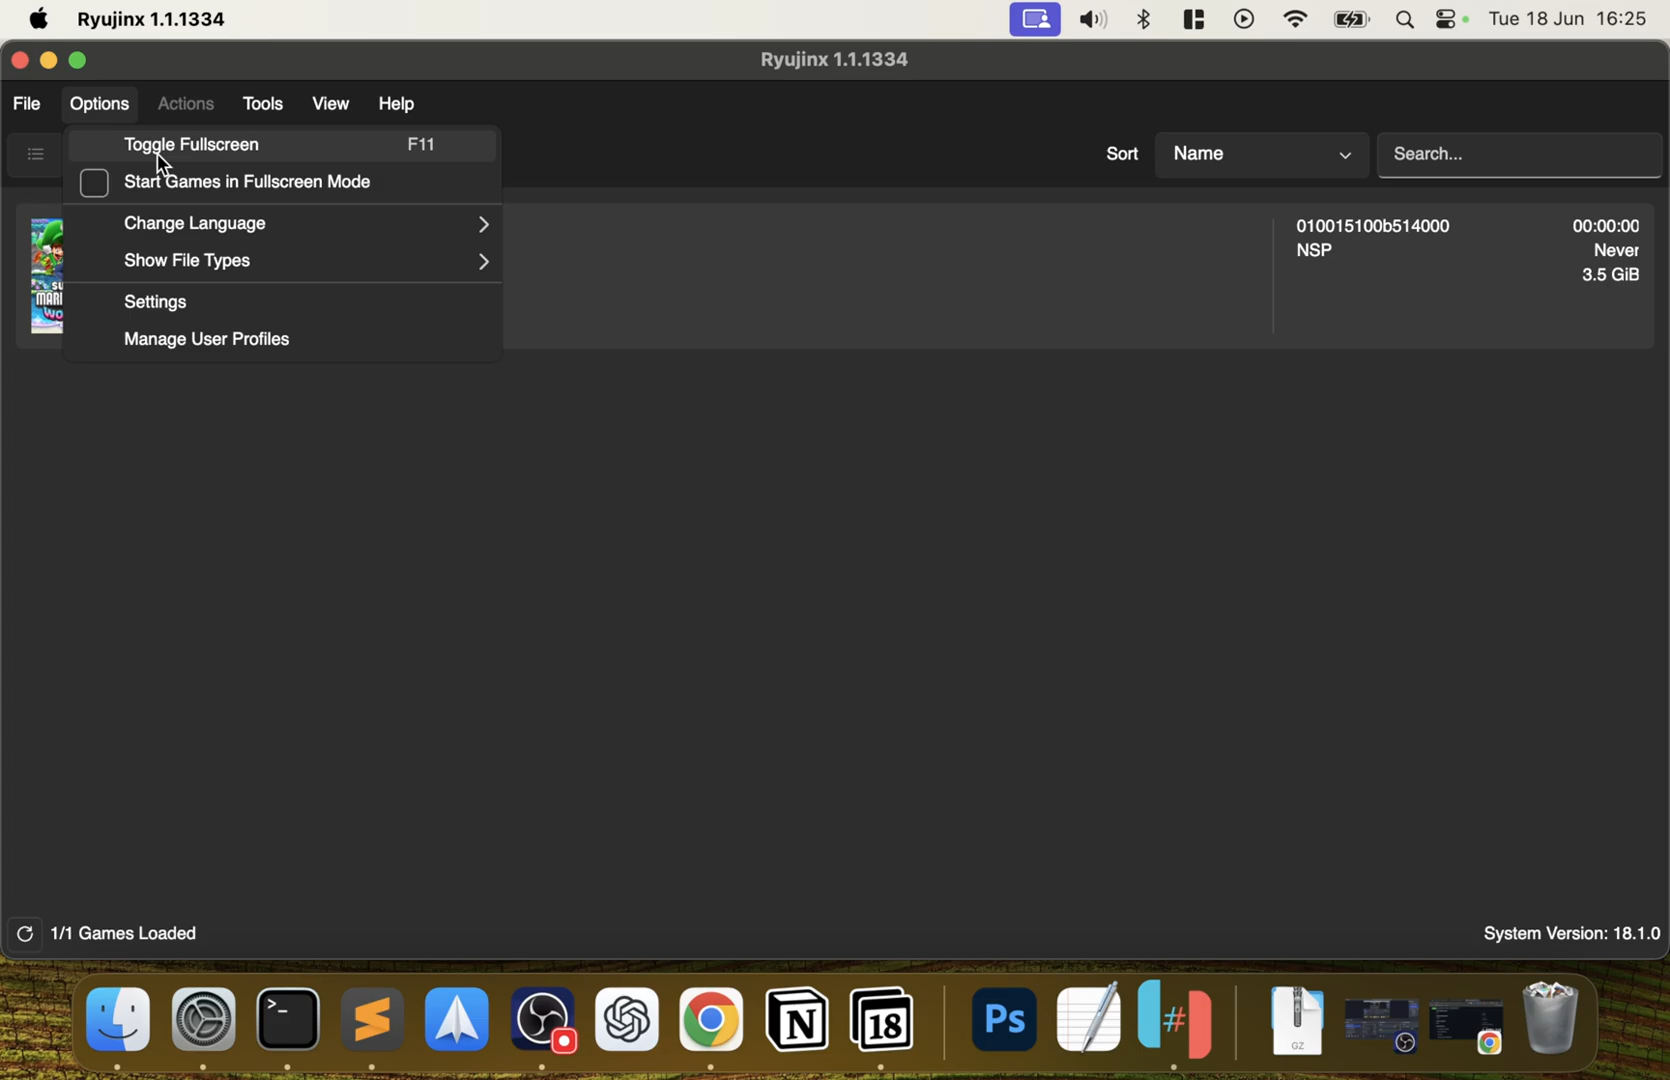 Ryujinx 1.1.1334
Tue 18 Jun 16:25
Ryujinx 1.1.1334
File Options Actions Tools View Help
Toggle Fullscreen F11
Start Games in Fullscreen Mode
Change Language
Show File Types
Settings
Manage User Profiles
Sort Name Search...
010015100b514000 00:00:00
NSP Never
3.5 GiB
1/1 Games Loaded
System Version: 18.1.0
>_
N
18
Ps
#
GZ